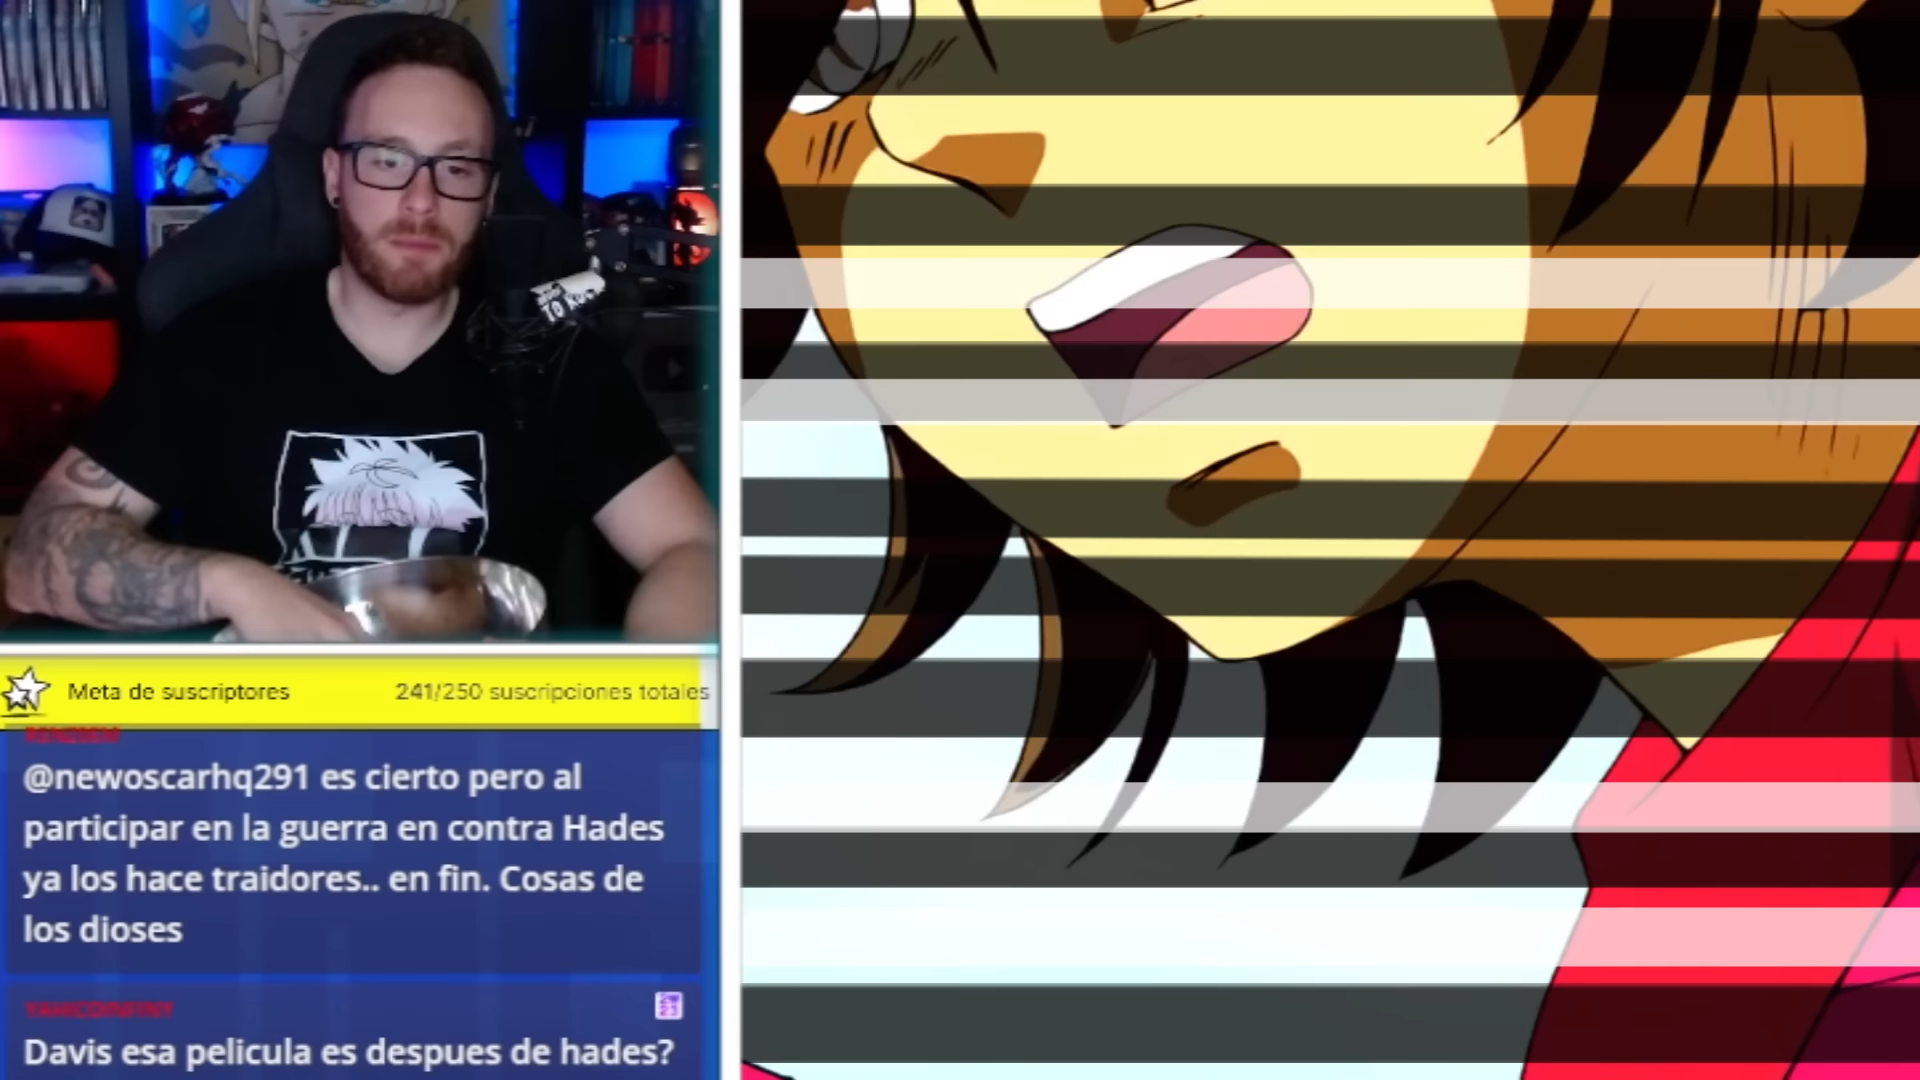 TO
Meta de suscriptores
241/250 suscripciones totales
@newoscarhq291 es cierto pero al
participar en la guerra en contra Hades
ya los hace traidores.. en fin. Cosas de
los dioses
Davis esa pelicula es despues de hades?